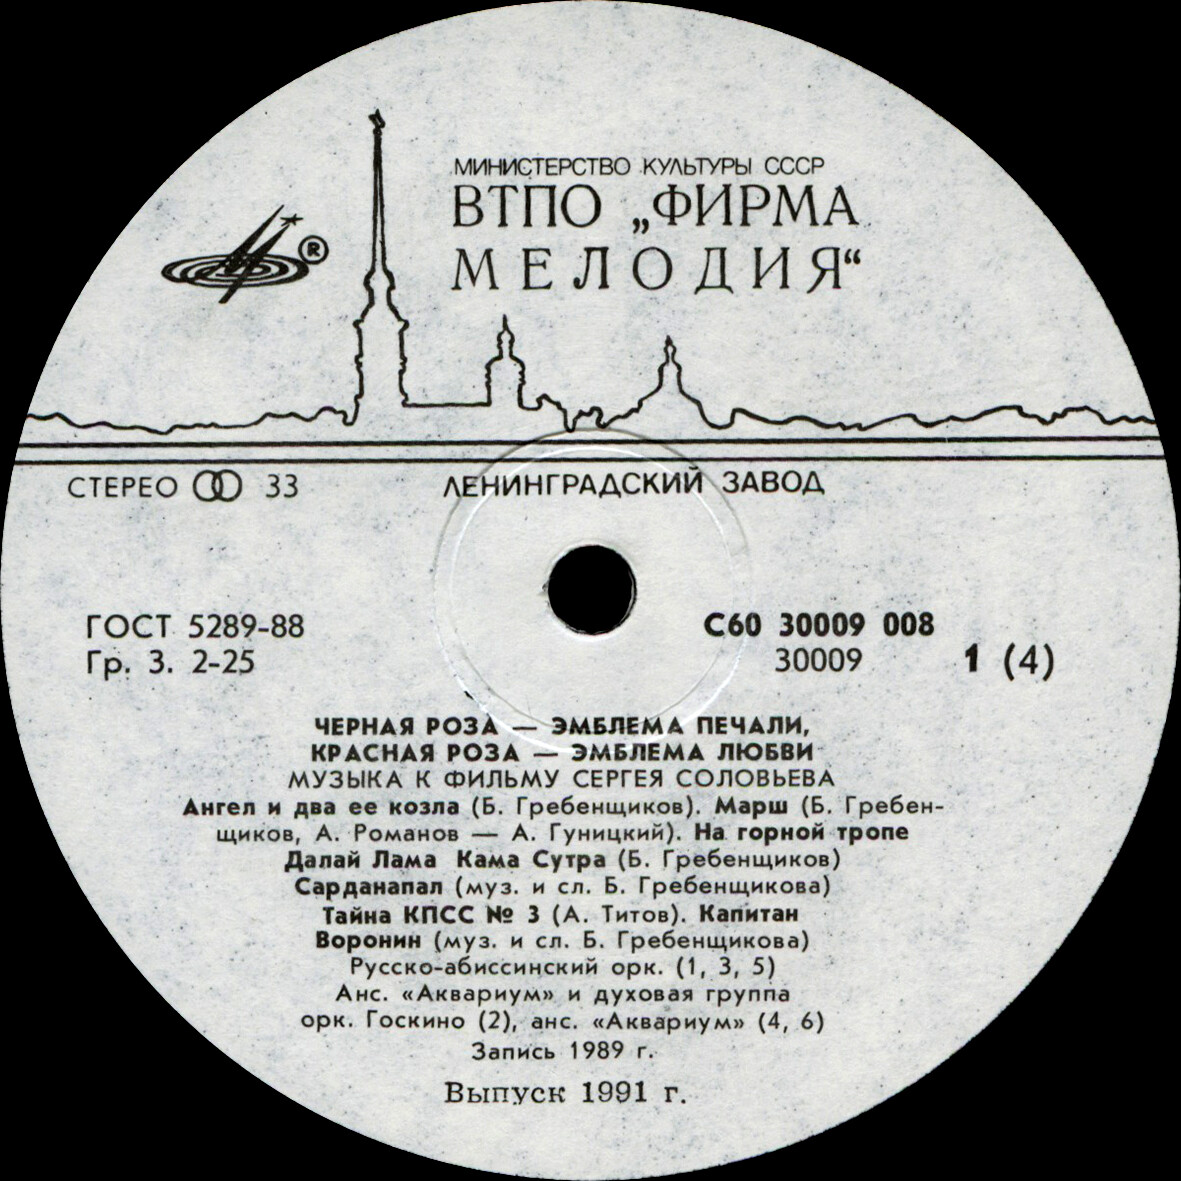 МИНИСТЕРСТВО КУЛЬТУРЫ СССР
ВТПО „ФИРМА
МЕЛОДИЯ“
®
СТЕРЕО 33
ЛЕНИНГРАДСКИЙ ЗАВОД
ГОСТ 5289-88
Гр. 3. 2-25
С60 30009 008
30009
1 (4)
ЧЕРНАЯ РОЗА — ЭМБЛЕМА ПЕЧАЛИ,
КРАСНАЯ РОЗА — ЭМБЛЕМА ЛЮБВИ
МУЗЫКА К ФИЛЬМУ СЕРГЕЯ СОЛОВЬЕВА
Ангел и два ее козла (Б. Гребенщиков). Марш (Б. Гребен-
щиков, А. Романов — А. Гуницкий). На горной тропе
Далай Лама Кама Сутра (Б. Гребенщиков)
Сарданапал (муз. и сл. Б. Гребенщикова)
Тайна КПСС № 3 (А. Титов). Капитан
Воронин (муз. и сл. Б. Гребенщикова)
Русско-абиссинский орк. (1, 3, 5)
Анс. «Аквариум» и духовая группа
орк. Госкино (2), анс. «Аквариум» (4, 6)
Запись 1989 г.
Выпуск 1991 г.